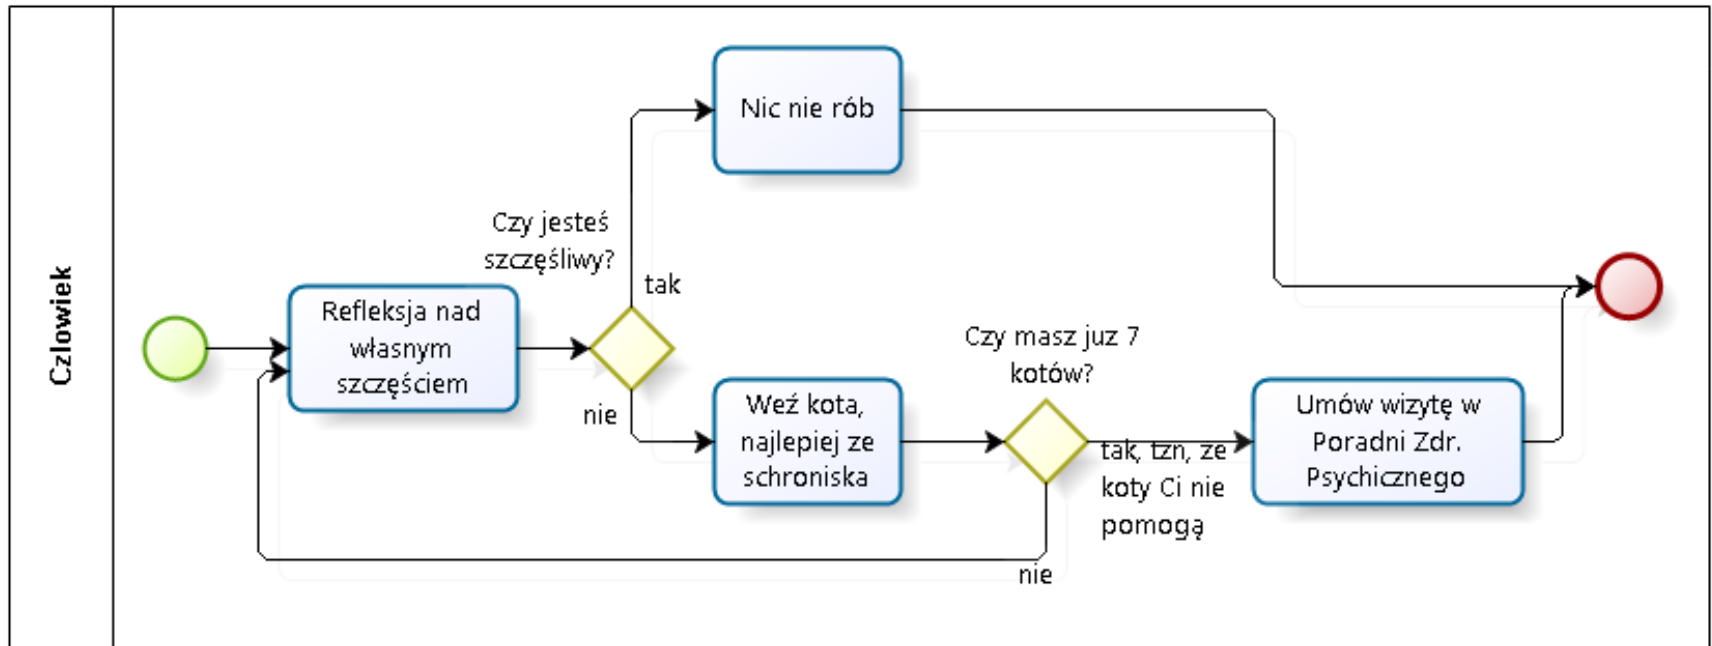 Człowiek
Nic nie rób
Czy jesteś
szczęśliwy?
tak
Refleksja nad
własnym
szczęściem
nie
Weź kota,
najlepiej ze
schroniska
Czy masz juz 7
kotów?
tak, tzn, ze
koty Ci nie
pomogą
nie
Umów wizytę w
Poradni Zdr.
Psychicznego